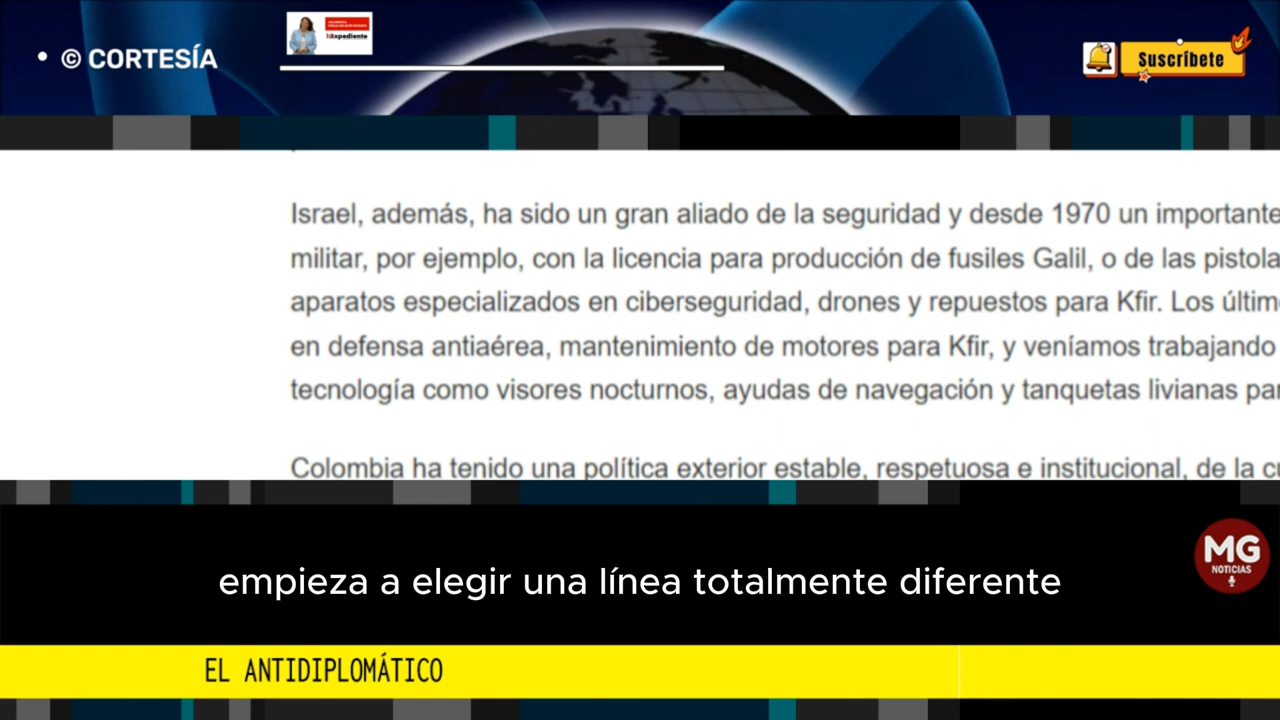 • © CORTESÍA
Expediente
Suscríbete
Israel, además, ha sido un gran aliado de la seguridad y desde 1970 un importante
militar, por ejemplo, con la licencia para producción de fusiles Galil, o de las pistola
aparatos especializados en ciberseguridad, drones y repuestos para Kfir. Los últim
en defensa antiaérea, mantenimiento de motores para Kfir, y veníamos trabajando
tecnología como visores nocturnos, ayudas de navegación y tanquetas livianas par
Colombia ha tenido una política exterior estable, respetuosa e institucional, de la cu
MG
NOTICIAS
empieza a elegir una línea totalmente diferente
EL ANTIDIPLOMÁTICO